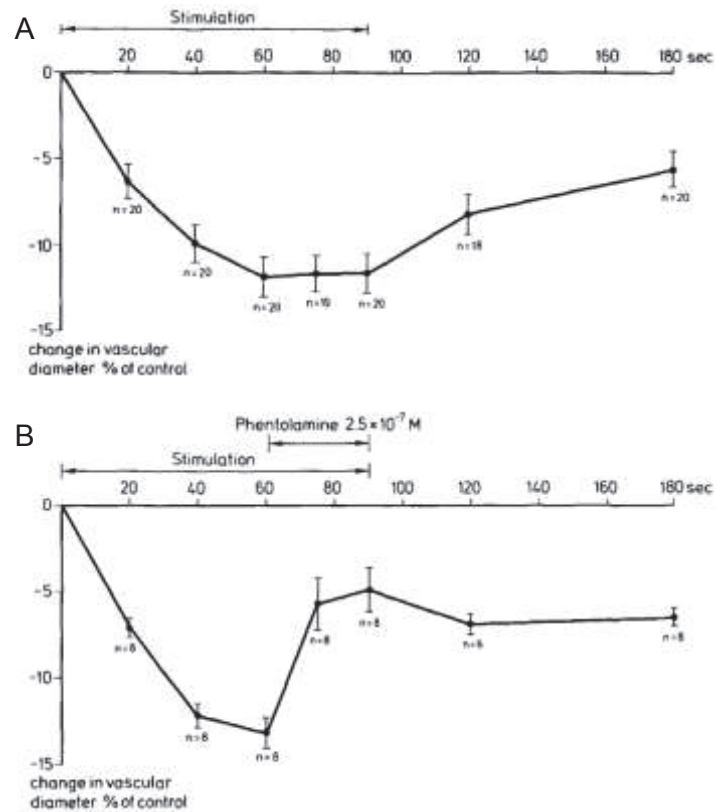 A
Stimulation
20 40 60 80 100 120 140 160 180 sec
0
-5
-10
-15
n=20
n=20
n=20
n=19
n=20
n=18
n=20
change in vascular
diameter % of control
B
Phentolamine 2.5×10⁻⁷ M
Stimulation
20 40 60 80 100 120 140 160 180 sec
0
-5
-10
-15
n=8
n=8
n=8
n=8
n=8
n=8
change in vascular
diameter % of control